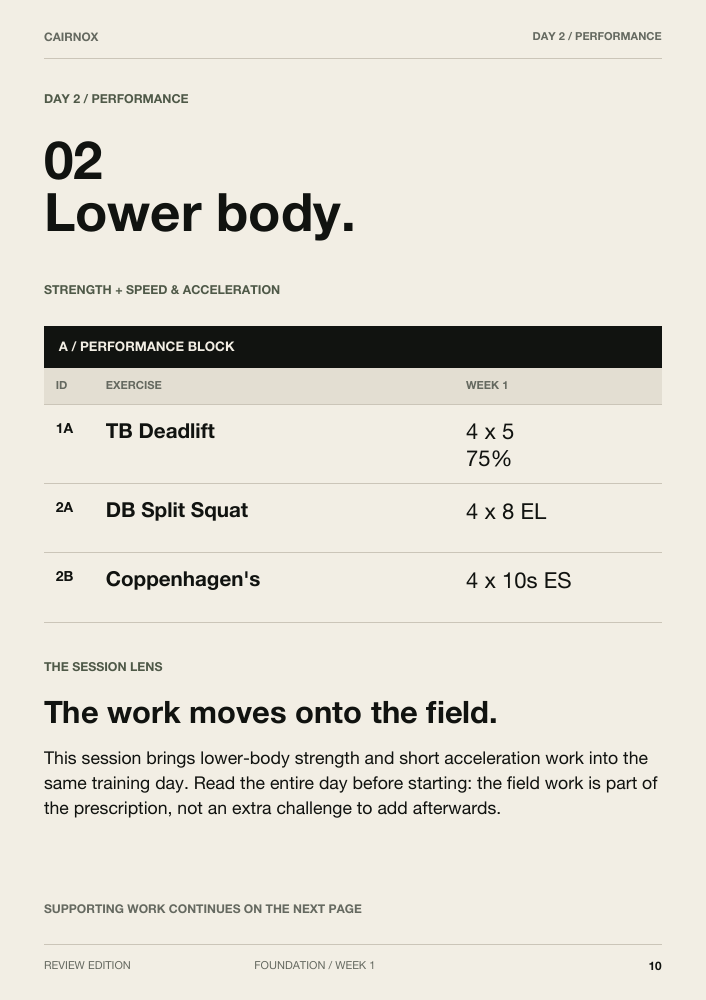 CAIRNOX
DAY 2 / PERFORMANCE
DAY 2 / PERFORMANCE
02
Lower body.
STRENGTH + SPEED & ACCELERATION
A / PERFORMANCE BLOCK
ID EXERCISE WEEK 1
1A TB Deadlift 4 x 5
75%
2A DB Split Squat 4 x 8 EL
2B Coppenhagen's 4 x 10s ES
THE SESSION LENS
The work moves onto the field.
This session brings lower-body strength and short acceleration work into the
same training day. Read the entire day before starting: the field work is part of
the prescription, not an extra challenge to add afterwards.
SUPPORTING WORK CONTINUES ON THE NEXT PAGE
REVIEW EDITION FOUNDATION / WEEK 1 10